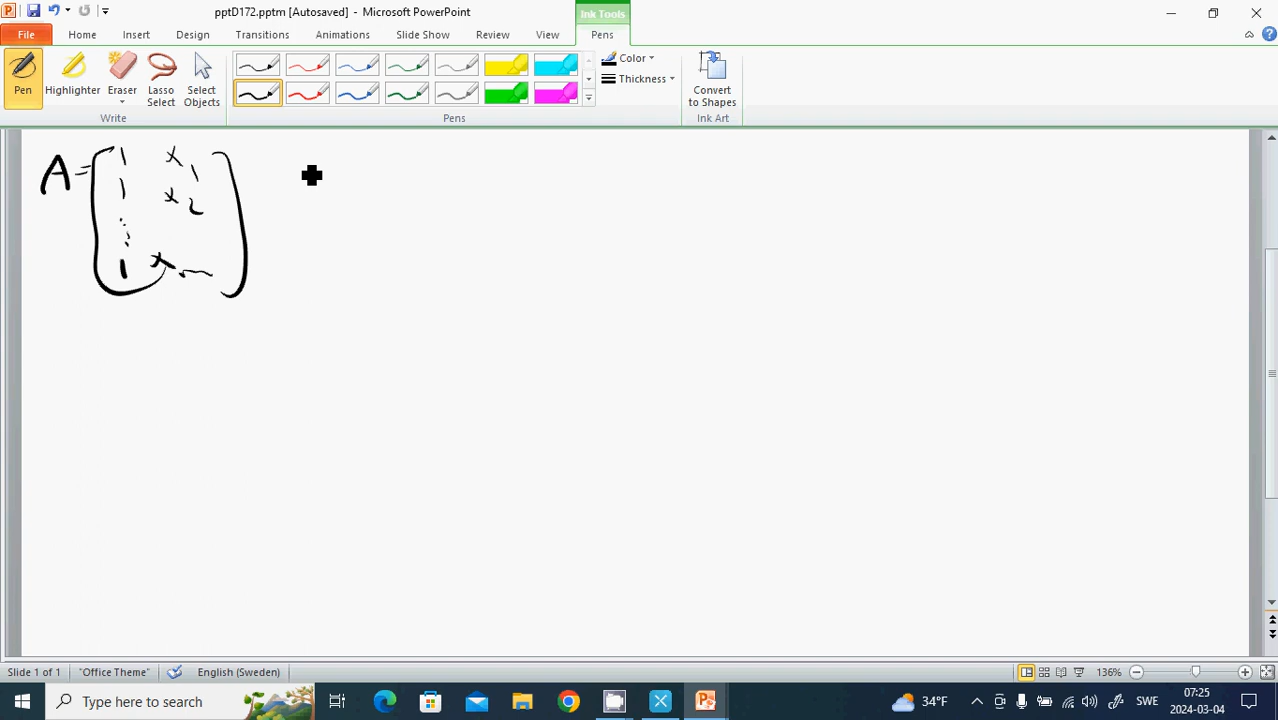 pptD172.pptm [Autosaved] - Microsoft PowerPoint
Ink Tools
File Home Insert Design Transitions Animations Slide Show Review View Pens
Pen
Highlighter
Eraser
Lasso
Select
Select
Objects
Color
Thickness
Convert
to Shapes
Write
Pens
Ink Art
A = 1 x1
1 x2
⋮
1 xm
Slide 1 of 1
"Office Theme"
English (Sweden)
136%
Type here to search
34°F
SWE
07:25
2024-03-04